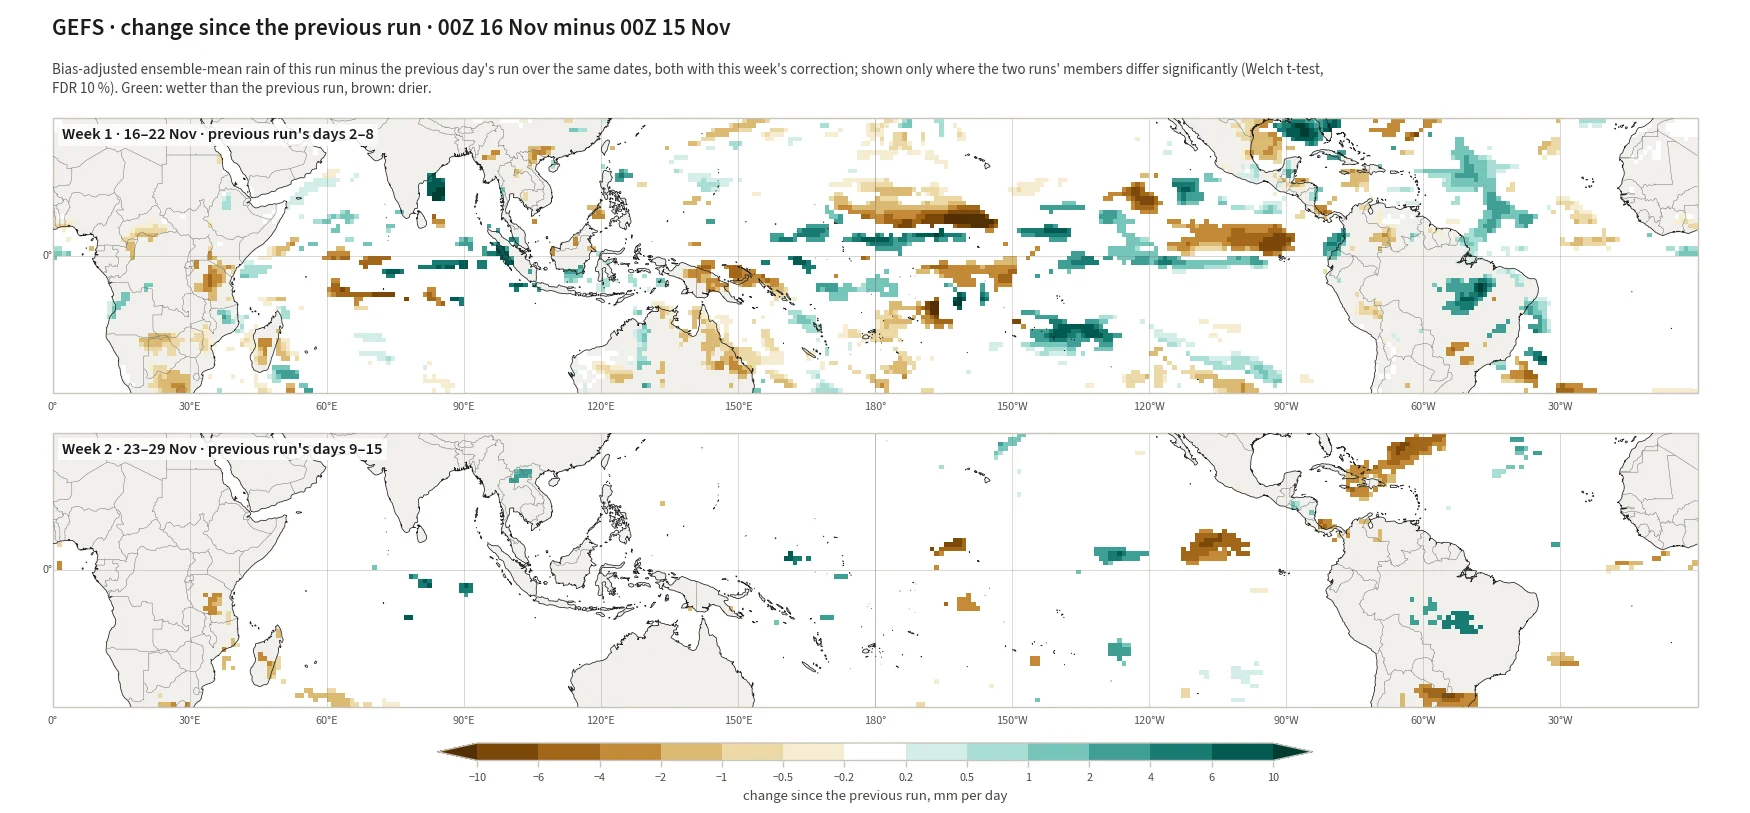 GEFS · change since the previous run · 00Z 16 Nov minus 00Z 15 Nov
Bias-adjusted ensemble-mean rain of this run minus the previous day's run over the same dates, both with this week's correction; shown only where the two runs' members differ significantly (Welch t-test,
FDR 10 %). Green: wetter than the previous run, brown: drier.
Week 1 · 16–22 Nov · previous run's days 2–8
0°
0° 30°E 60°E 90°E 120°E 150°E 180° 150°W 120°W 90°W 60°W 30°W
Week 2 · 23–29 Nov · previous run's days 9–15
0°
0° 30°E 60°E 90°E 120°E 150°E 180° 150°W 120°W 90°W 60°W 30°W
−10 −6 −4 −2 −1 −0.5 −0.2 0.2 0.5 1 2 4 6 10
change since the previous run, mm per day